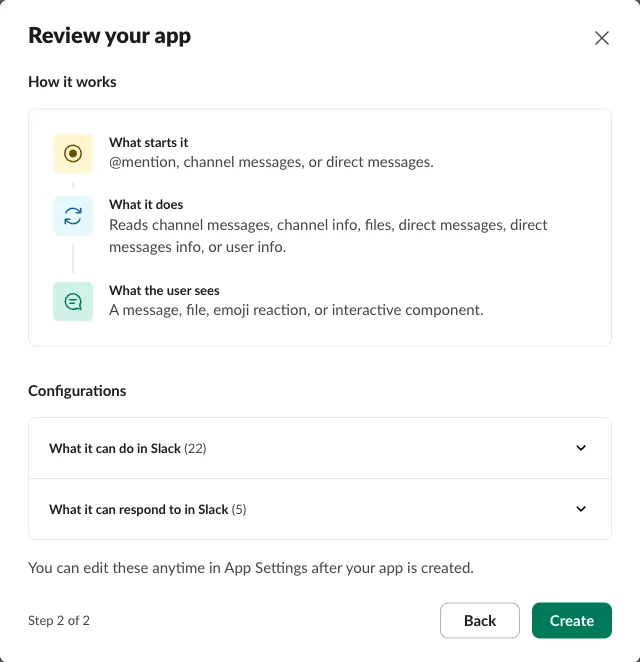 Review your app
How it works
What starts it
@mention, channel messages, or direct messages.
What it does
Reads channel messages, channel info, files, direct messages, direct
messages info, or user info.
What the user sees
A message, file, emoji reaction, or interactive component.
Configurations
What it can do in Slack (22)
What it can respond to in Slack (5)
You can edit these anytime in App Settings after your app is created.
Step 2 of 2
Back
Create